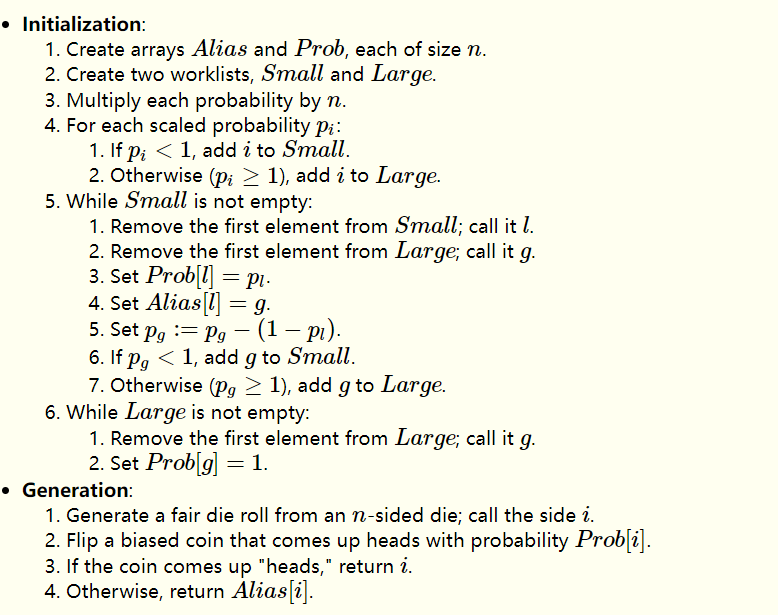 • Initialization:
1. Create arrays Alias and Prob, each of size n.
2. Create two worklists, Small and Large.
3. Multiply each probability by n.
4. For each scaled probability pᵢ:
1. If pᵢ < 1, add i to Small.
2. Otherwise (pᵢ ≥ 1), add i to Large.
5. While Small is not empty:
1. Remove the first element from Small; call it l.
2. Remove the first element from Large; call it g.
3. Set Prob[l] = pₗ.
4. Set Alias[l] = g.
5. Set p_g := p_g − (1 − pₗ).
6. If p_g < 1, add g to Small.
7. Otherwise (p_g ≥ 1), add g to Large.
6. While Large is not empty:
1. Remove the first element from Large; call it g.
2. Set Prob[g] = 1.
• Generation:
1. Generate a fair die roll from an n-sided die; call the side i.
2. Flip a biased coin that comes up heads with probability Prob[i].
3. If the coin comes up "heads," return i.
4. Otherwise, return Alias[i].